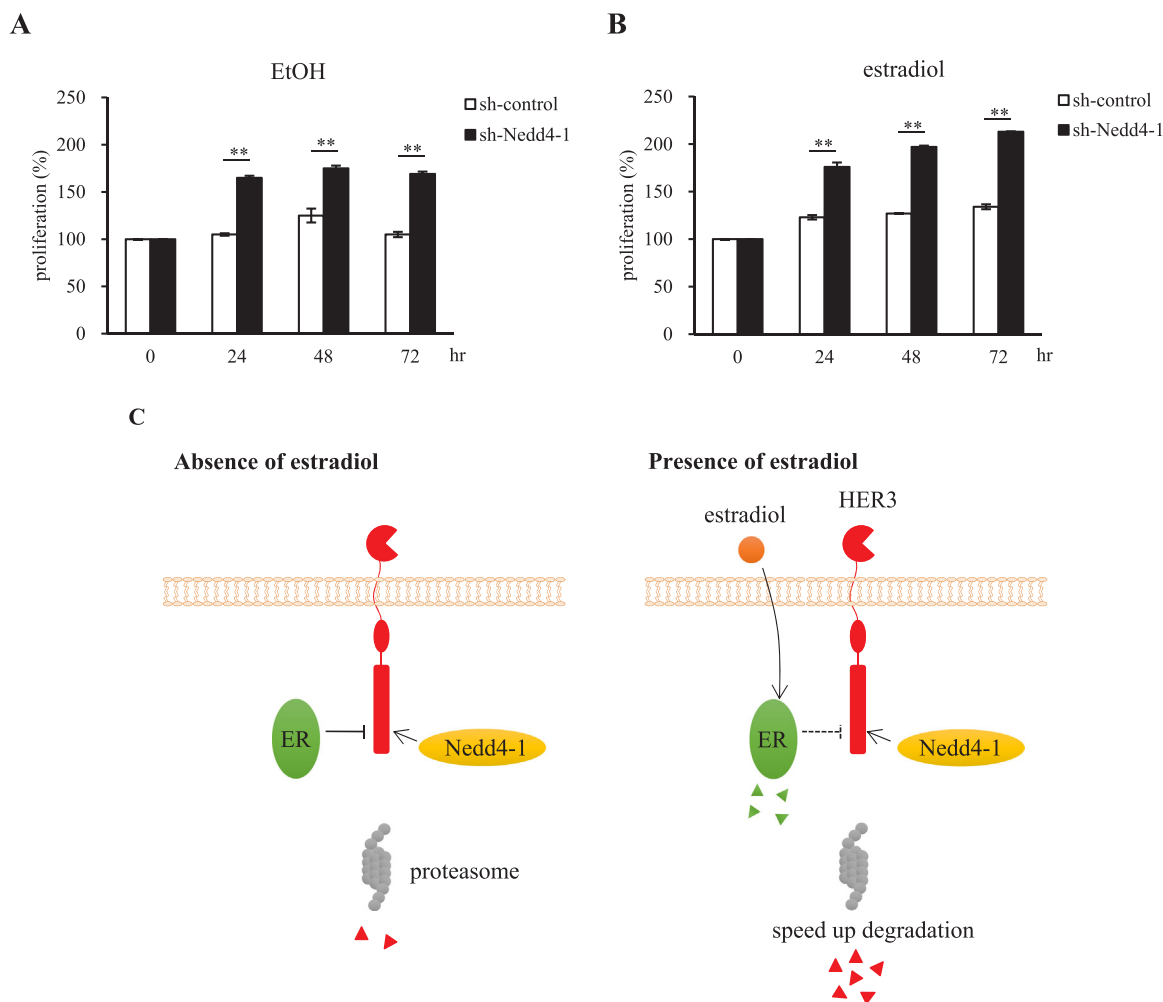 A
EtOH
sh-control
sh-Nedd4-1
proliferation (%)
250
200
150
100
50
0
**
**
**
0 24 48 72 hr
B
estradiol
sh-control
sh-Nedd4-1
proliferation (%)
250
200
150
100
50
0
**
**
**
0 24 48 72 hr
C
Absence of estradiol
ER
Nedd4-1
proteasome
Presence of estradiol
HER3
estradiol
ER
Nedd4-1
speed up degradation